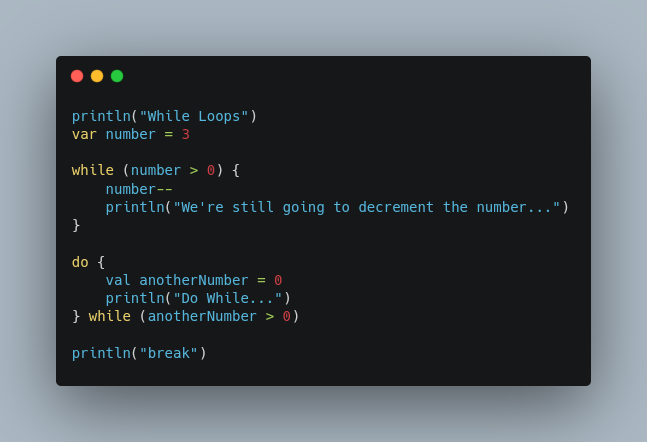 println("While Loops")
var number = 3
while (number > 0) {
    number--
    println("We're still going to decrement the number...")
}
do {
    val anotherNumber = 0
    println("Do While...")
} while (anotherNumber > 0)
println("break")